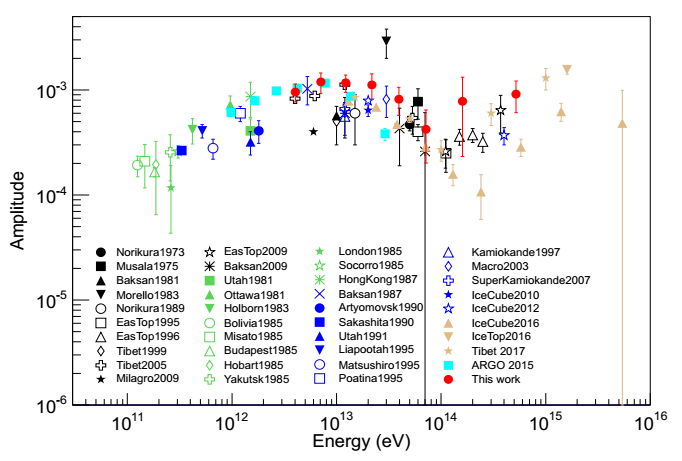 Amplitude
10⁻³
10⁻⁴
10⁻⁵
10⁻⁶
Norikura1973
Musala1975
Baksan1981
Morello1983
Norikura1989
EasTop1995
EasTop1996
Tibet1999
Tibet2005
Milagro2009
EasTop2009
Baksan2009
Utah1981
Ottawa1981
Holborn1983
Bolivia1985
Misato1985
Budapest1985
Hobart1985
Yakutsk1985
London1985
Socorro1985
HongKong1987
Baksan1987
Artyomovsk1990
Sakashita1990
Utah1991
Liapootah1995
Matsushiro1995
Poatina1995
Kamiokande1997
Macro2003
SuperKamiokande2007
IceCube2010
IceCube2012
IceCube2016
IceTop2016
Tibet 2017
ARGO 2015
This work
10¹¹ 10¹² 10¹³ 10¹⁴ 10¹⁵ 10¹⁶
Energy (eV)